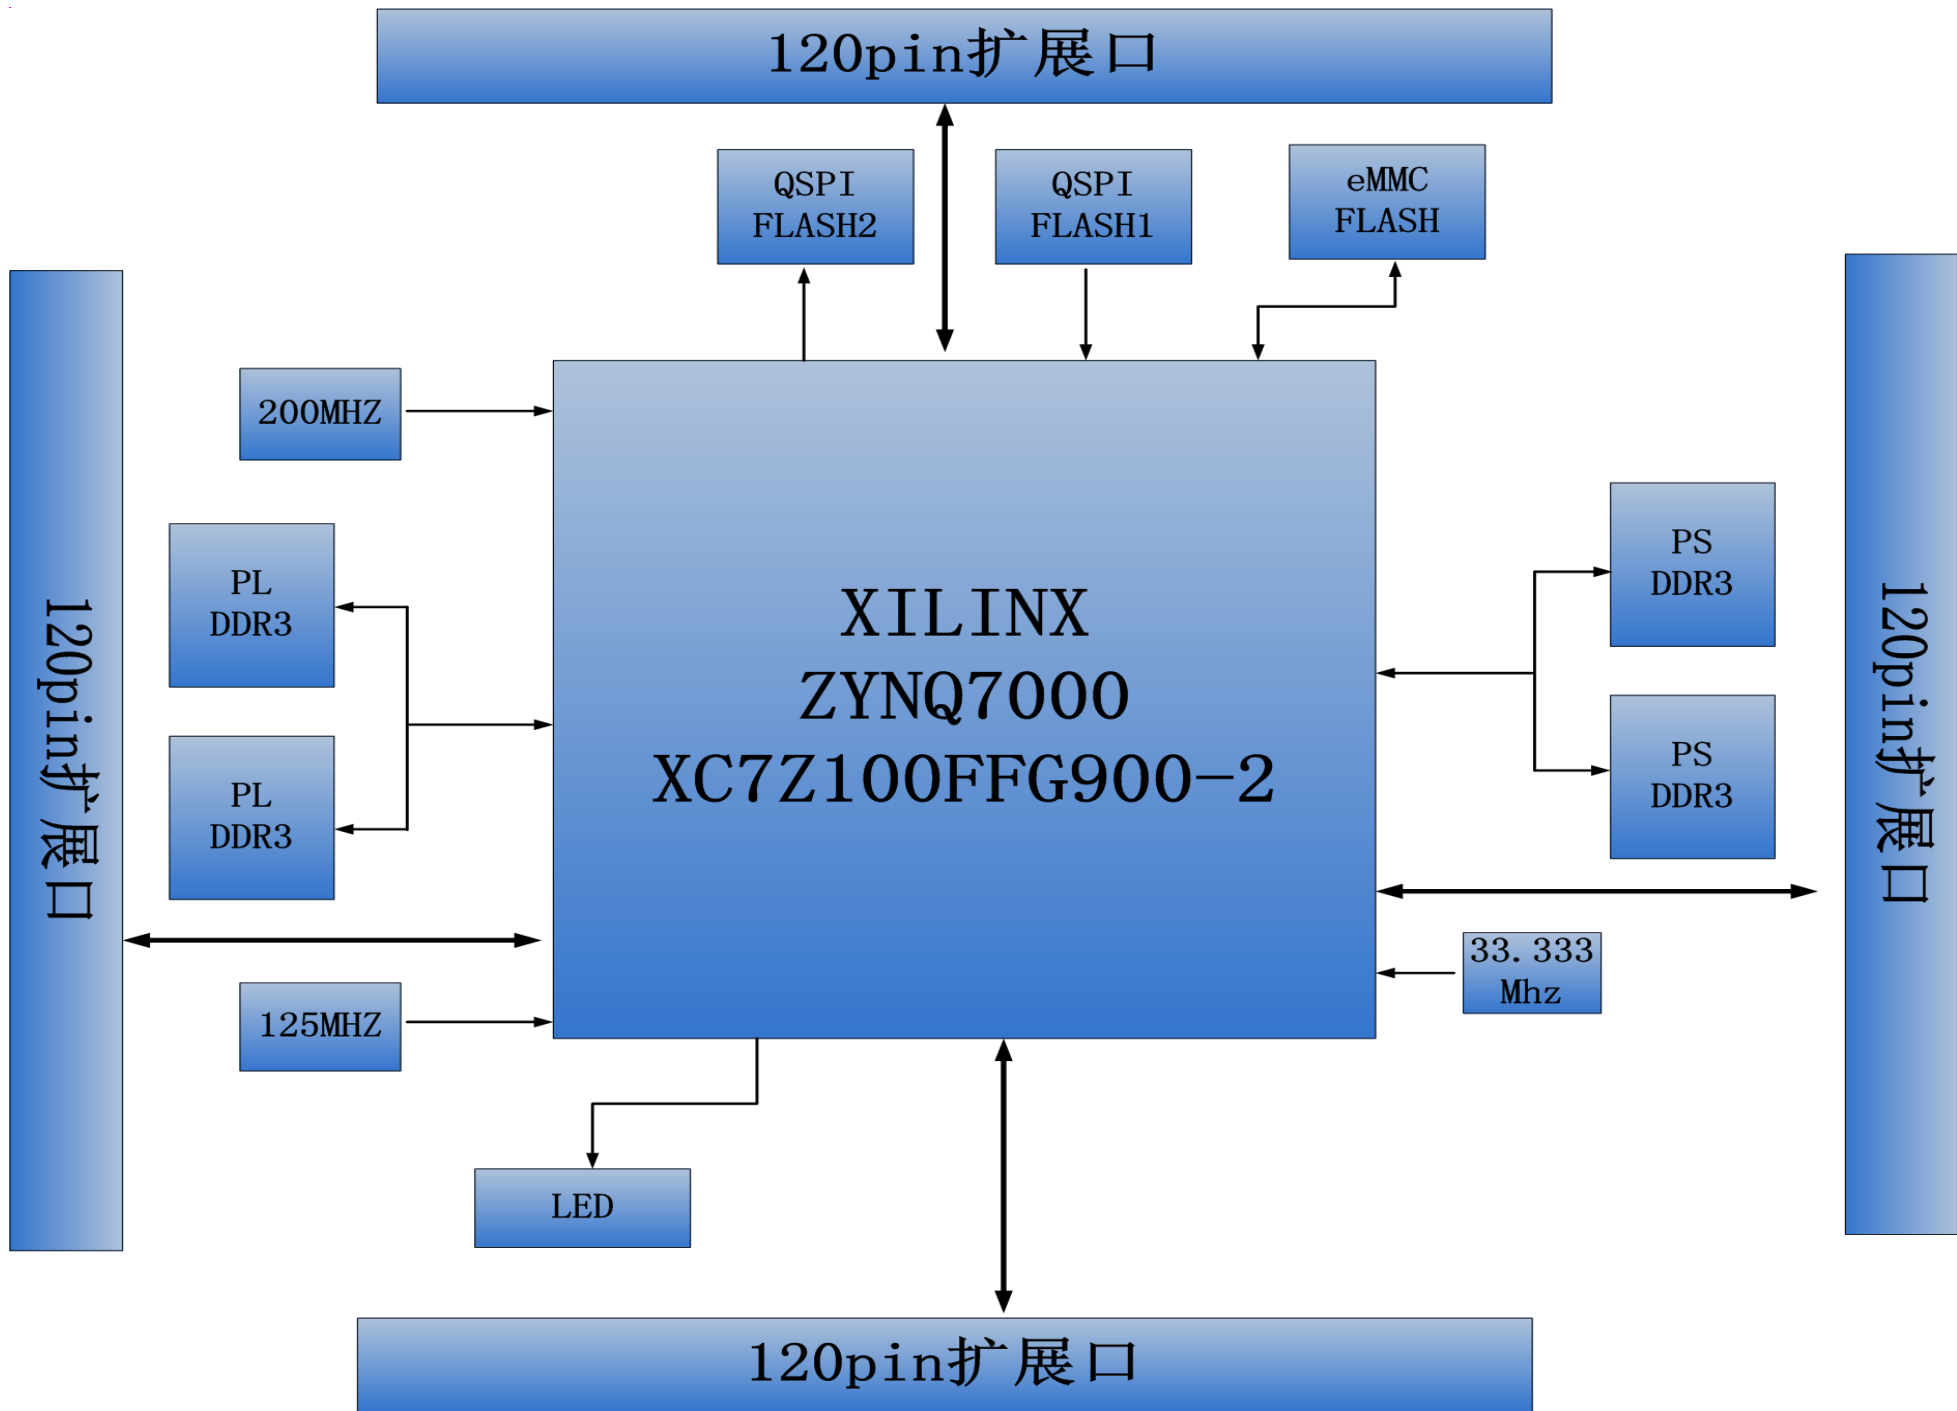 120pin扩展口
QSPI
FLASH2
QSPI
FLASH1
eMMC
FLASH
200MHZ
PL
DDR3
PL
DDR3
120pin扩展口
125MHZ
XILINX
ZYNQ7000
XC7Z100FFG900-2
PS
DDR3
PS
DDR3
120pin扩展口
33.333
Mhz
LED
120pin扩展口